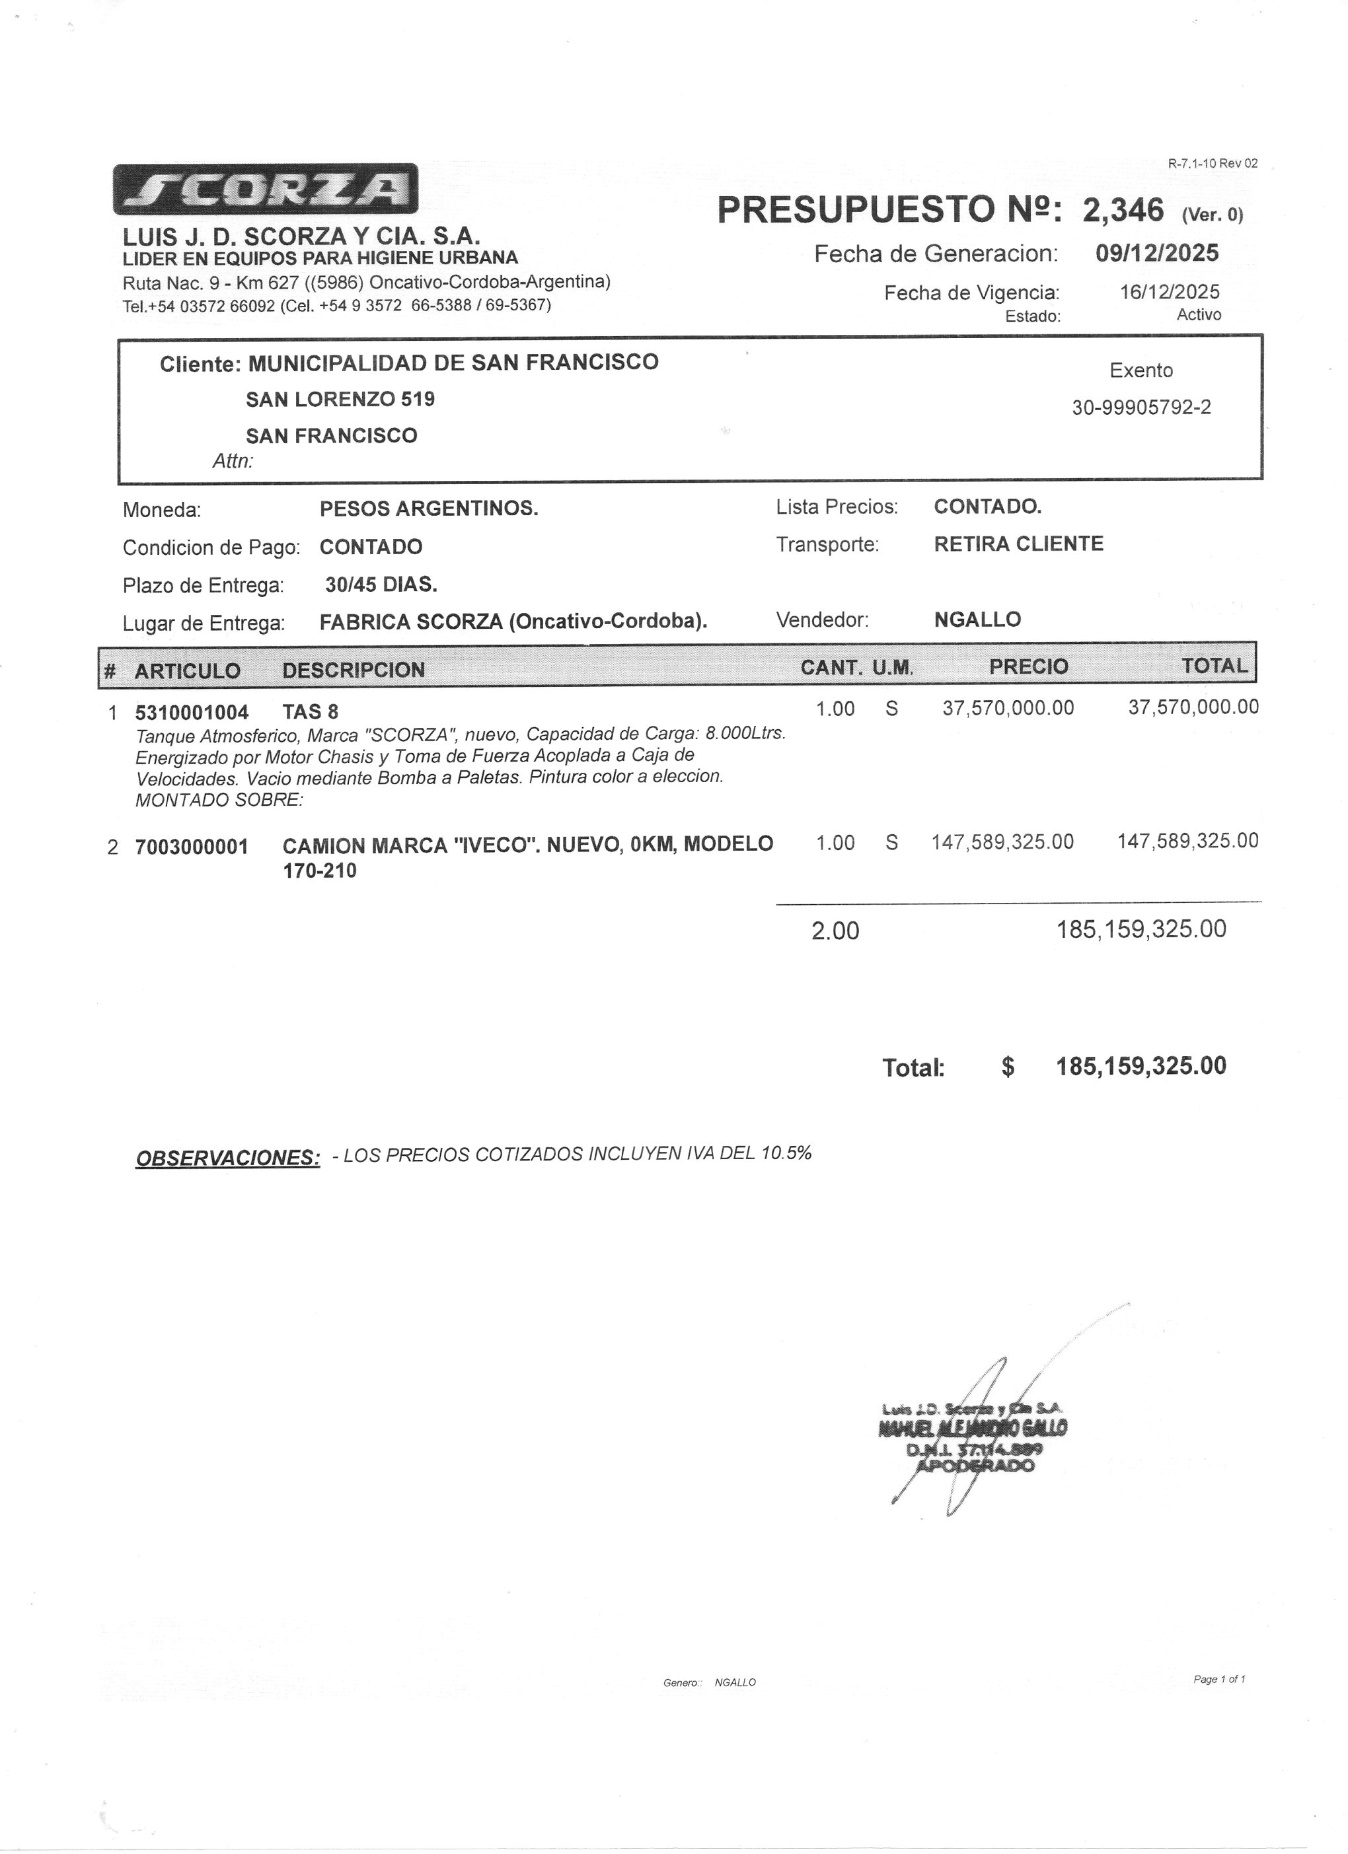 R-7.1-10 Rev 02
SCORZA
PRESUPUESTO Nº: 2,346 (Ver. 0)
LUIS J. D. SCORZA Y CIA. S.A.
LIDER EN EQUIPOS PARA HIGIENE URBANA
Fecha de Generacion: 09/12/2025
Ruta Nac. 9 - Km 627 ((5986) Oncativo-Cordoba-Argentina)
Fecha de Vigencia: 16/12/2025
Tel.+54 03572 66092 (Cel. +54 9 3572 66-5388 / 69-5367)
Estado: Activo
Cliente: MUNICIPALIDAD DE SAN FRANCISCO
Exento
SAN LORENZO 519
30-99905792-2
SAN FRANCISCO
Attn:
Moneda: PESOS ARGENTINOS. Lista Precios: CONTADO.
Condicion de Pago: CONTADO Transporte: RETIRA CLIENTE
Plazo de Entrega: 30/45 DIAS.
Lugar de Entrega: FABRICA SCORZA (Oncativo-Cordoba). Vendedor: NGALLO
# ARTICULO DESCRIPCION CANT. U.M. PRECIO TOTAL
1 5310001004 TAS 8 1.00 S 37,570,000.00 37,570,000.00
Tanque Atmosferico, Marca "SCORZA", nuevo, Capacidad de Carga: 8.000Ltrs.
Energizado por Motor Chasis y Toma de Fuerza Acoplada a Caja de
Velocidades. Vacio mediante Bomba a Paletas. Pintura color a eleccion.
MONTADO SOBRE:
2 7003000001 CAMION MARCA "IVECO". NUEVO, 0KM, MODELO 1.00 S 147,589,325.00 147,589,325.00
170-210
2.00 185,159,325.00
Total: $ 185,159,325.00
OBSERVACIONES: - LOS PRECIOS COTIZADOS INCLUYEN IVA DEL 10.5%
Luis J.D. Scorza y Cia S.A.
NAHUEL ALEJANDRO GALLO
D.N.I. 37.114.889
APODERADO
Genero: NGALLO
Page 1 of 1